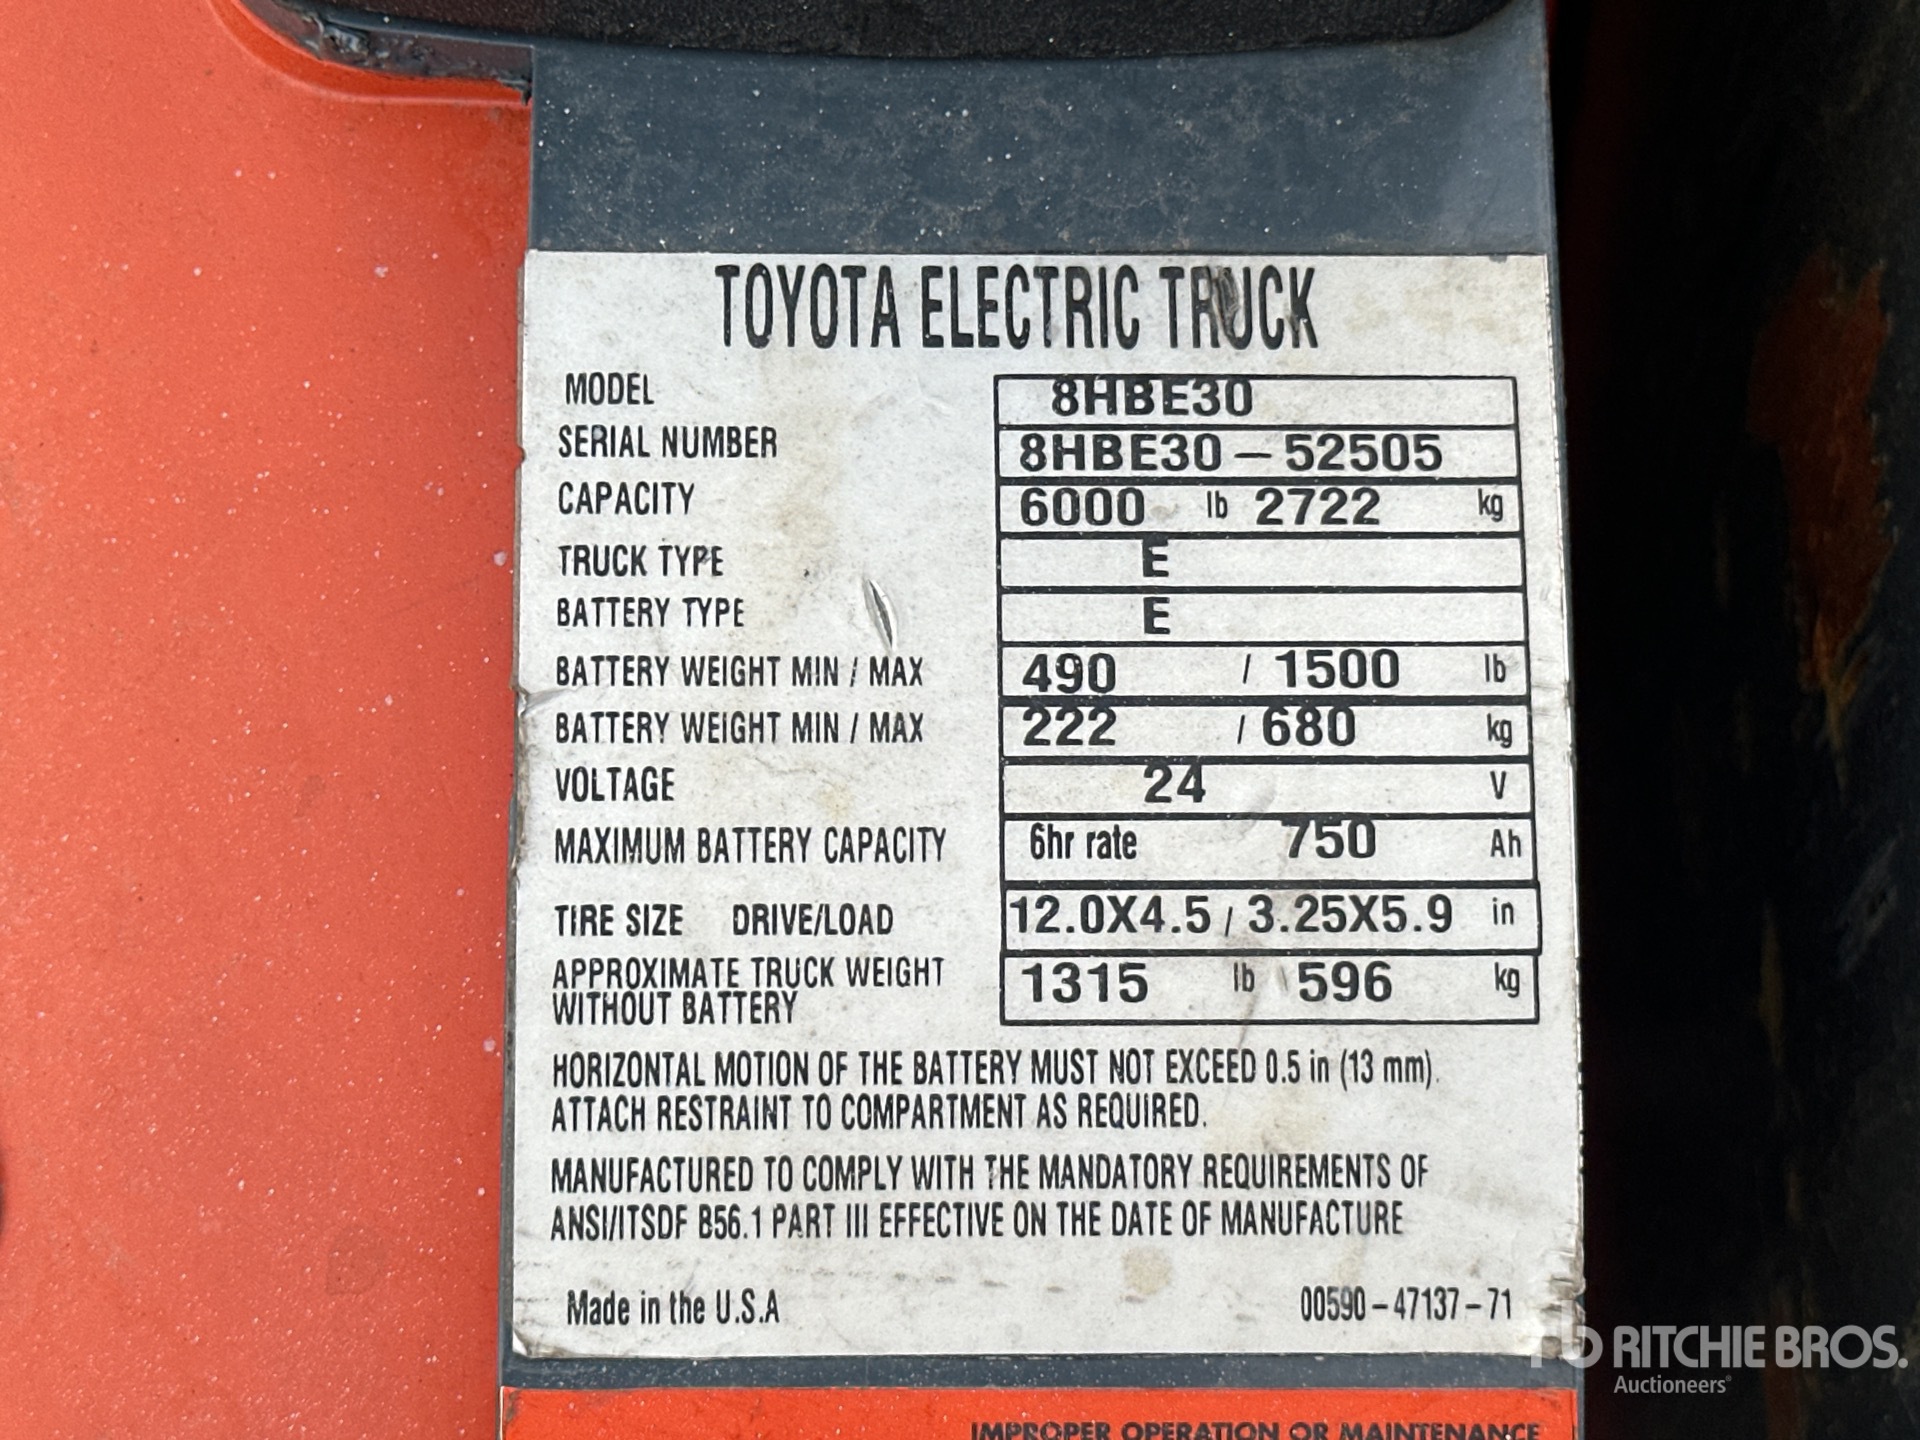 TOYOTA ELECTRIC TRUCK
MODEL 8HBE30
SERIAL NUMBER 8HBE30-52505
CAPACITY 6000 lb 2722 kg
TRUCK TYPE E
BATTERY TYPE E
BATTERY WEIGHT MIN / MAX 490 / 1500 lb
BATTERY WEIGHT MIN / MAX 222 / 680 kg
VOLTAGE 24 V
MAXIMUM BATTERY CAPACITY 6hr rate 750 Ah
TIRE SIZE DRIVE/LOAD 12.0X4.5 / 3.25X5.9 in
APPROXIMATE TRUCK WEIGHT
WITHOUT BATTERY 1315 lb 596 kg
HORIZONTAL MOTION OF THE BATTERY MUST NOT EXCEED 0.5 in (13 mm).
ATTACH RESTRAINT TO COMPARTMENT AS REQUIRED.
MANUFACTURED TO COMPLY WITH THE MANDATORY REQUIREMENTS OF
ANSI/ITSDF B56.1 PART III EFFECTIVE ON THE DATE OF MANUFACTURE
Made in the U.S.A 00590-47137-71
IMPROPER OPERATION OR MAINTENANCE
rb RITCHIE BROS.
Auctioneers